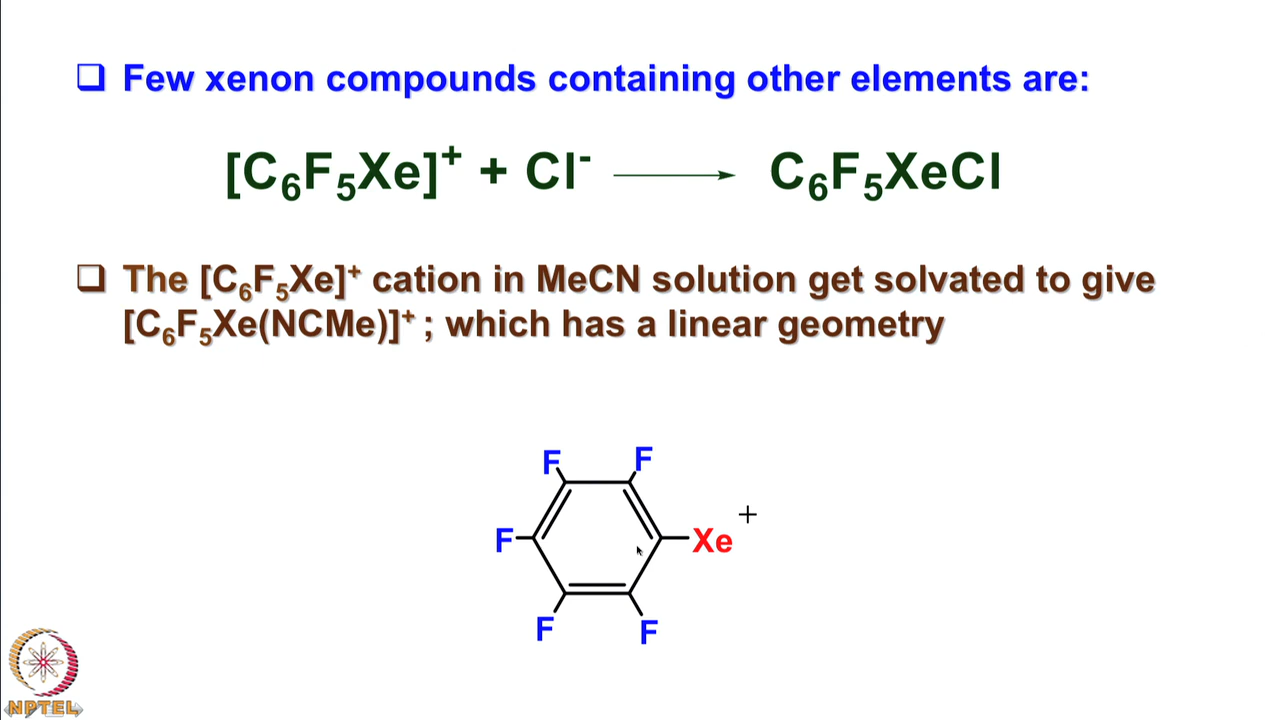 ❑ Few xenon compounds containing other elements are:
[C₆F₅Xe]⁺ + Cl⁻ ⟶ C₆F₅XeCl
❑ The [C₆F₅Xe]⁺ cation in MeCN solution get solvated to give
[C₆F₅Xe(NCMe)]⁺ ; which has a linear geometry
F F
+
F Xe
F F
NPTEL